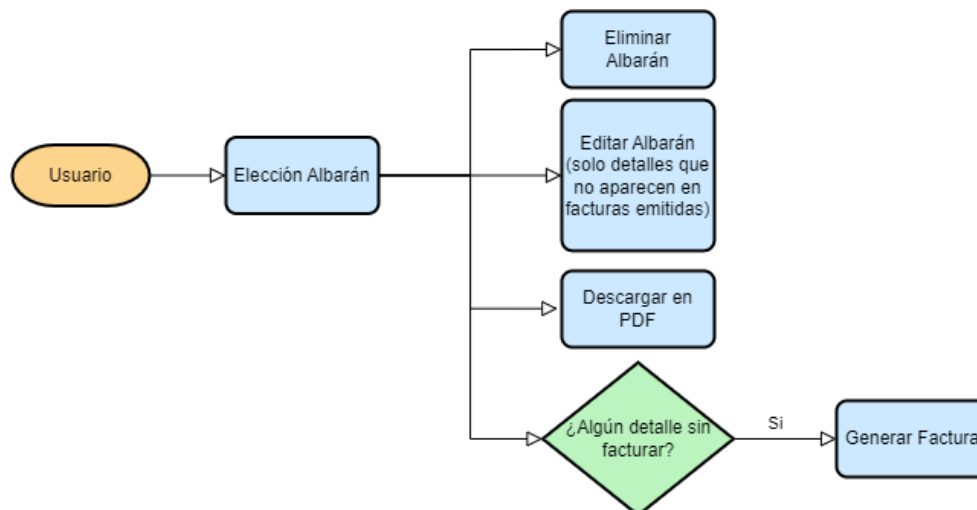 Usuario
Elección Albarán
Eliminar
Albarán
Editar Albarán
(solo detalles que
no aparecen en
facturas emitidas)
Descargar en
PDF
¿Algún detalle sin
facturar?
Si
Generar Factura